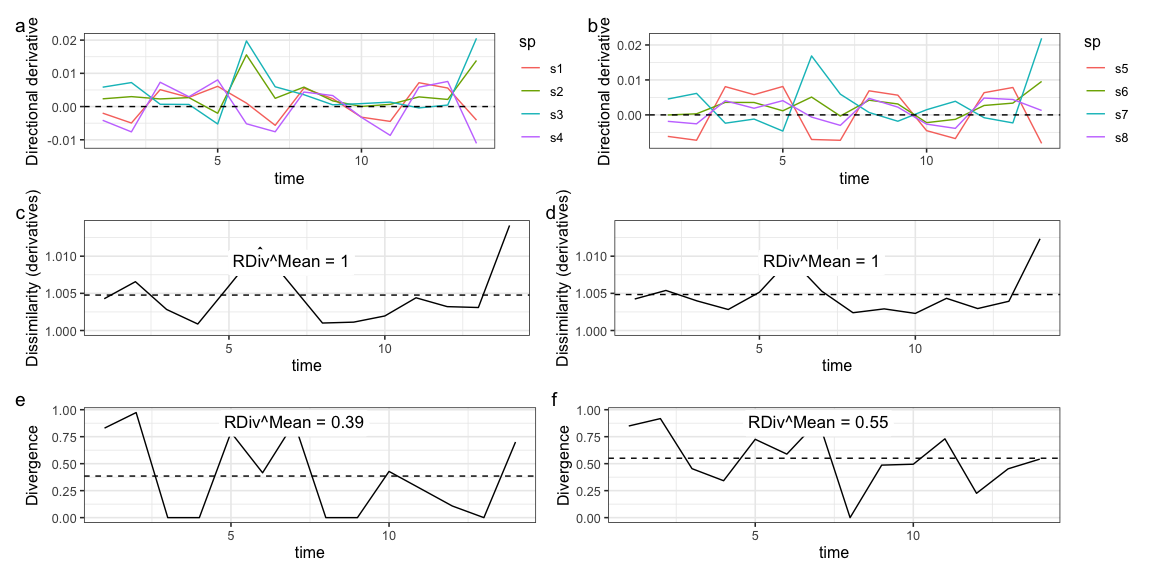 a
Directional derivative
0.02
0.01
0.00
-0.01
5
10
time
sp
s1
s2
s3
s4
b
Directional derivative
0.02
0.01
0.00
5
10
time
sp
s5
s6
s7
s8
c
Dissimilarity (derivatives)
1.010
1.005
1.000
RDiv^Mean = 1
5
10
time
d
Dissimilarity (derivatives)
1.010
1.005
1.000
RDiv^Mean = 1
5
10
time
e
Divergence
1.00
0.75
0.50
0.25
0.00
RDiv^Mean = 0.39
5
10
time
f
Divergence
1.00
0.75
0.50
0.25
0.00
RDiv^Mean = 0.55
5
10
time